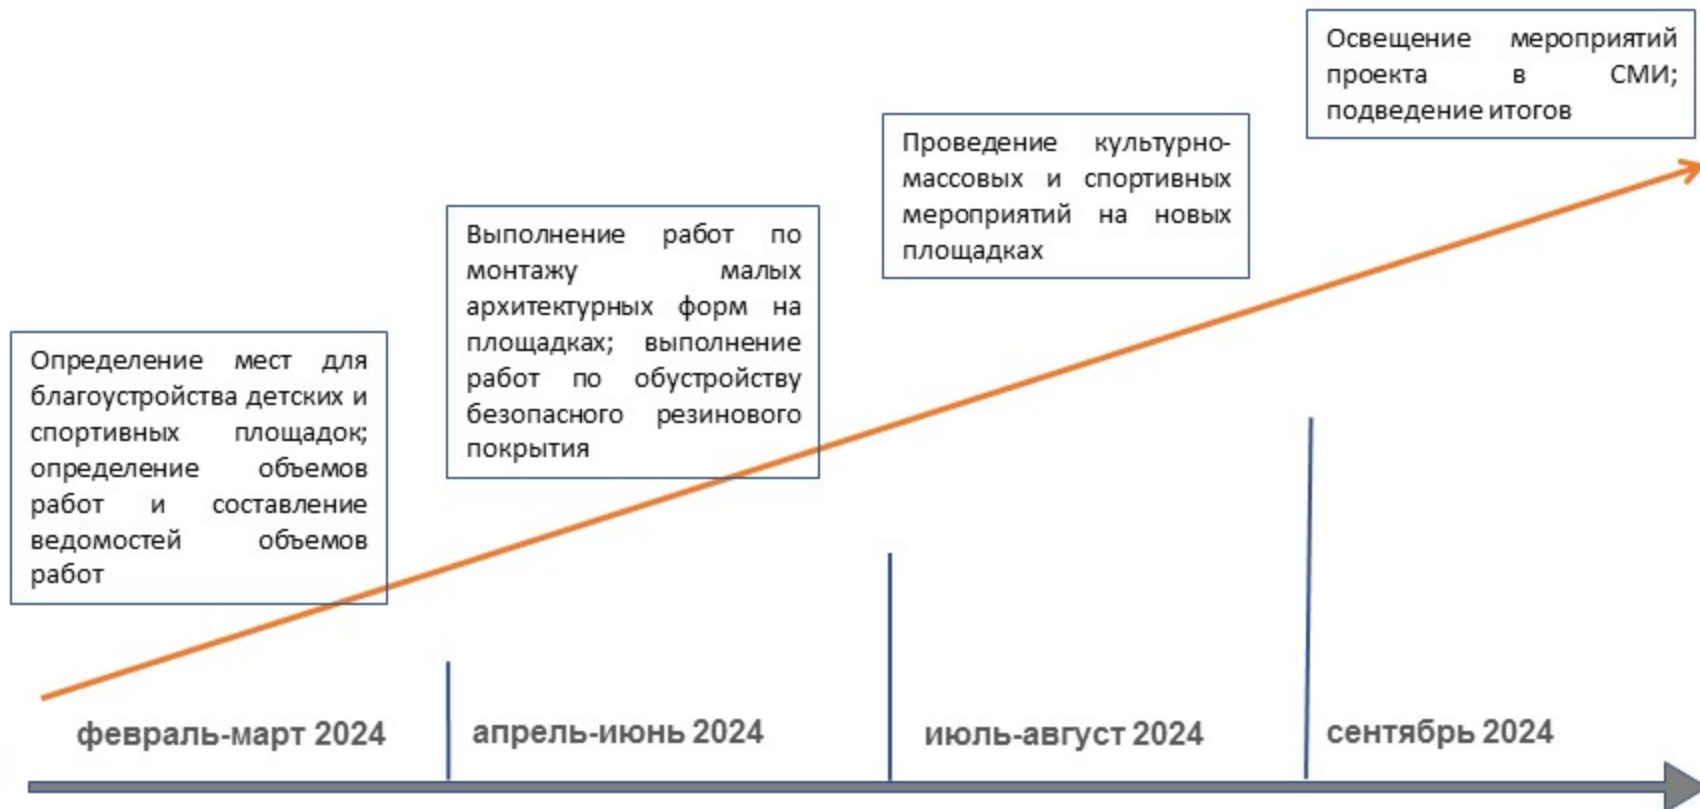 Освещение мероприятий
проекта в СМИ;
подведение итогов
Проведение культурно-
массовых и спортивных
мероприятий на новых
площадках
Выполнение работ по
монтажу малых
архитектурных форм на
площадках; выполнение
работ по обустройству
безопасного резинового
покрытия
Определение мест для
благоустройства детских и
спортивных площадок;
определение объемов
работ и составление
ведомостей объемов
работ
февраль-март 2024
апрель-июнь 2024
июль-август 2024
сентябрь 2024